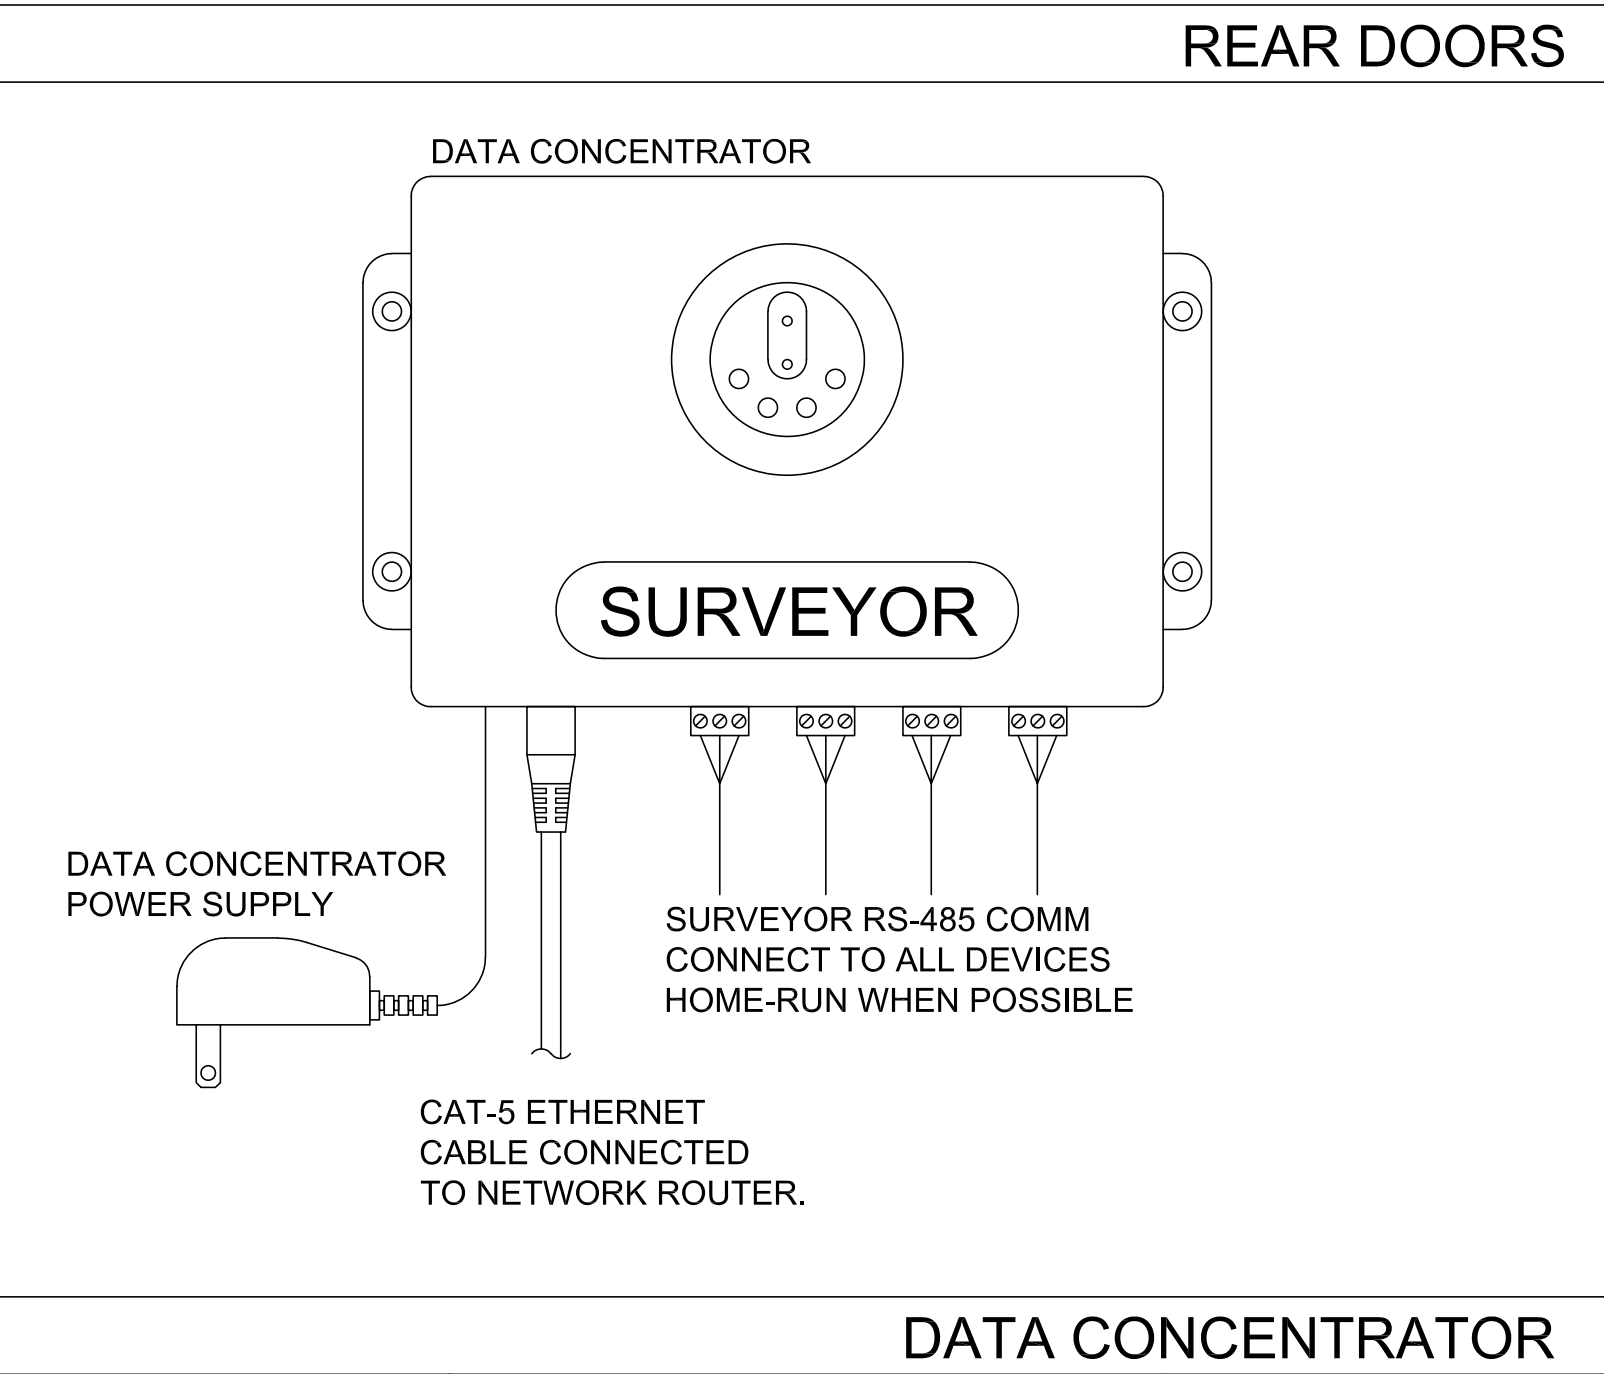 REAR DOORS
DATA CONCENTRATOR
SURVEYOR
DATA CONCENTRATOR
POWER SUPPLY
SURVEYOR RS-485 COMM
CONNECT TO ALL DEVICES
HOME-RUN WHEN POSSIBLE
CAT-5 ETHERNET
CABLE CONNECTED
TO NETWORK ROUTER.
DATA CONCENTRATOR